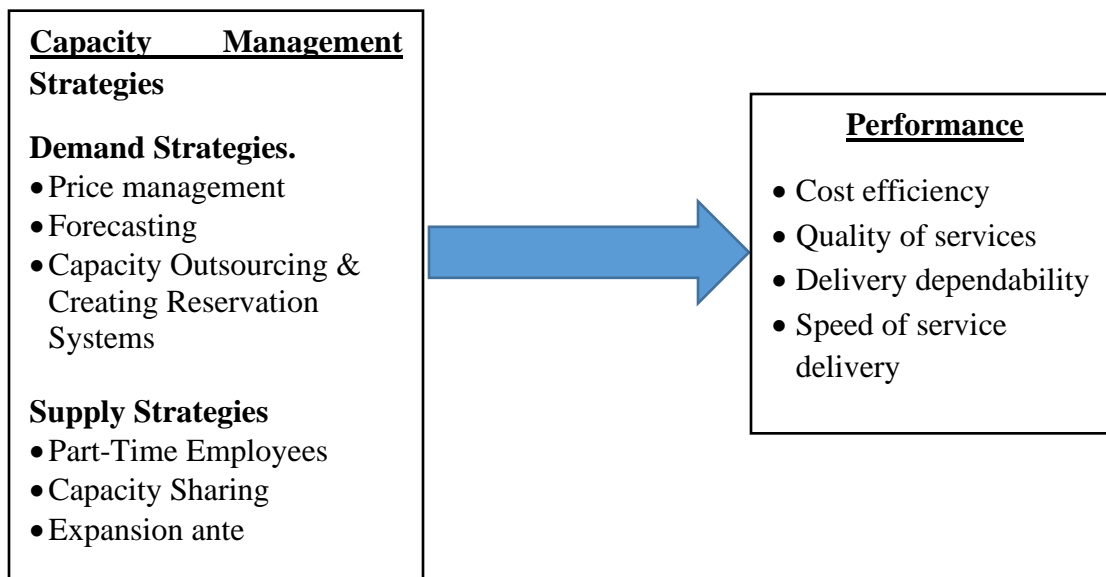 Capacity Management
Strategies
Demand Strategies.
•Price management
•Forecasting
•Capacity Outsourcing &
Creating Reservation
Systems
Supply Strategies
•Part-Time Employees
•Capacity Sharing
•Expansion ante
Performance
• Cost efficiency
• Quality of services
• Delivery dependability
• Speed of service
delivery